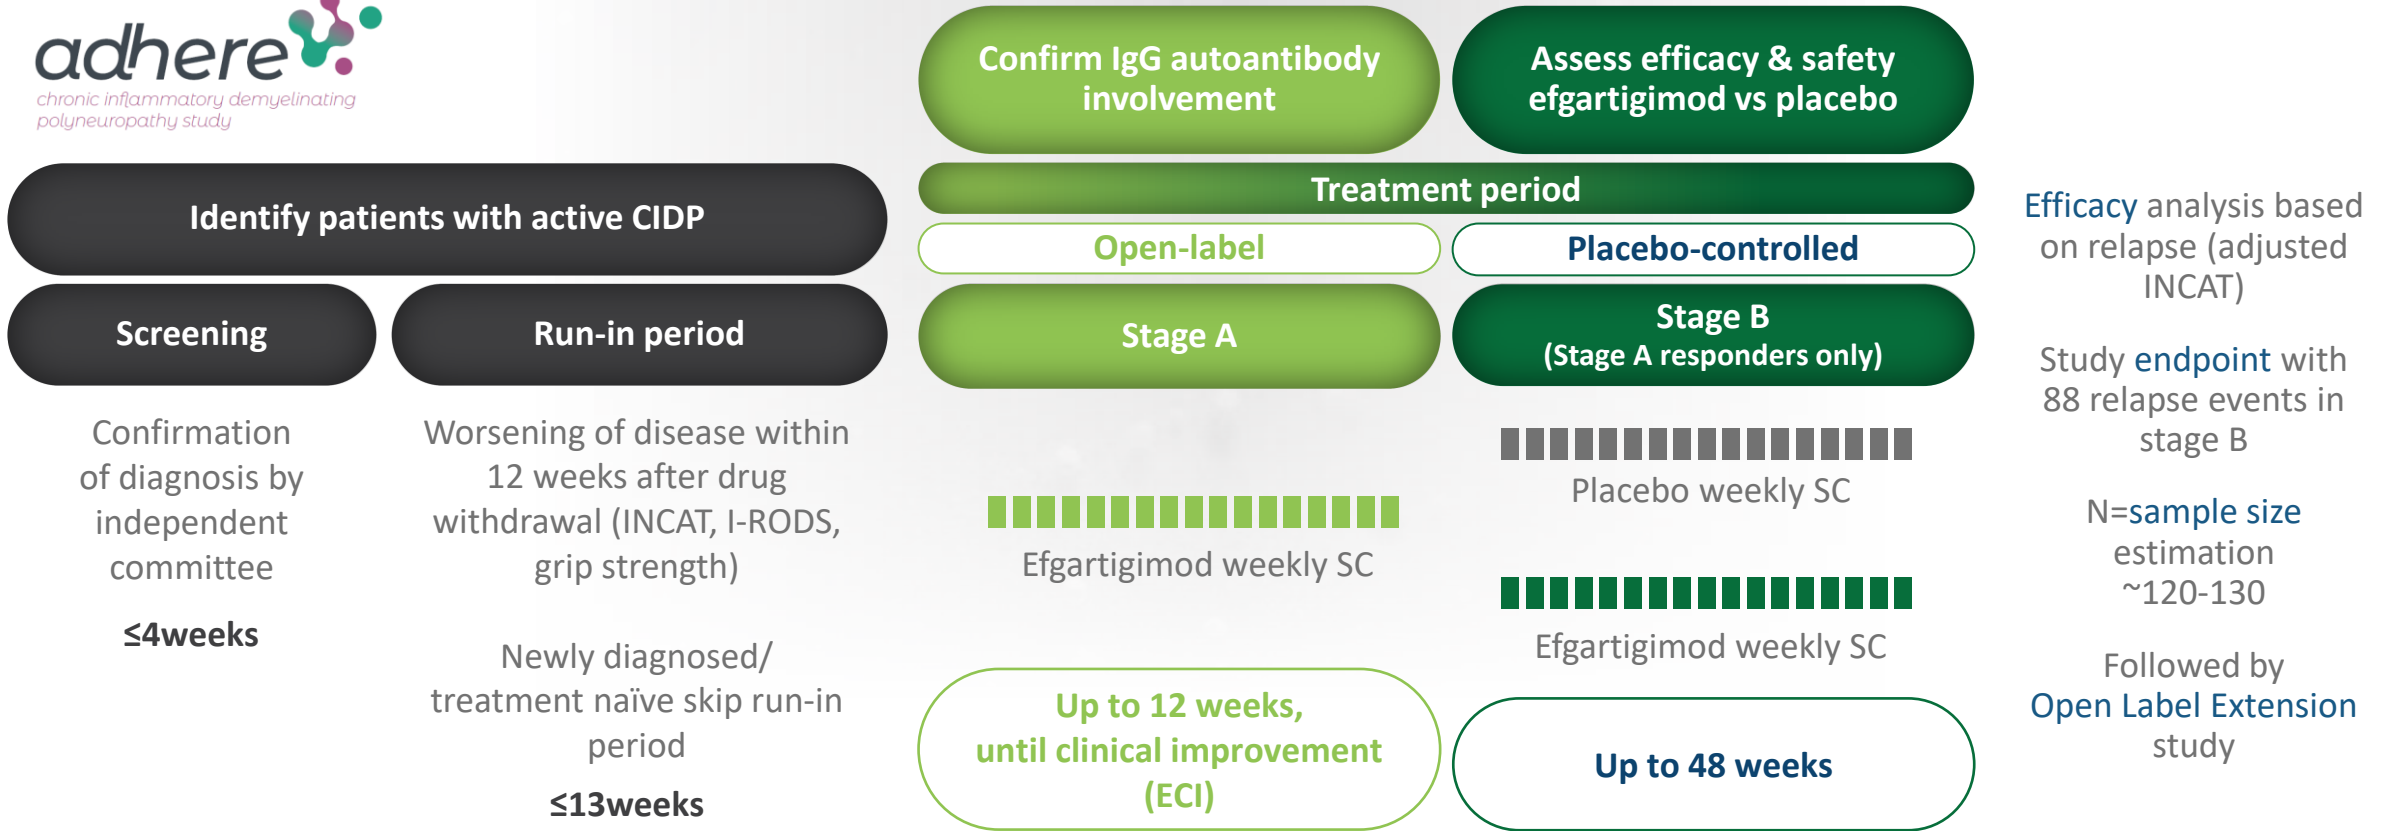 adhere
chronic inflammatory demyelinating
polyneuropathy study
Identify patients with active CIDP
Screening
Confirmation
of diagnosis by
independent
committee
≤4weeks
Run-in period
Worsening of disease within
12 weeks after drug
withdrawal (INCAT, I-RODS,
grip strength)
Newly diagnosed/
treatment naïve skip run-in
period
≤13weeks
Confirm IgG autoantibody
involvement
Assess efficacy & safety
efgartigimod vs placebo
Treatment period
Open-label
Placebo-controlled
Stage A
Efgartigimod weekly SC
Up to 12 weeks,
until clinical improvement
(ECI)
Stage B
(Stage A responders only)
Placebo weekly SC
Efgartigimod weekly SC
Up to 48 weeks
Efficacy analysis based
on relapse (adjusted
INCAT)
Study endpoint with
88 relapse events in
stage B
N=sample size
estimation
~120-130
Followed by
Open Label Extension
study